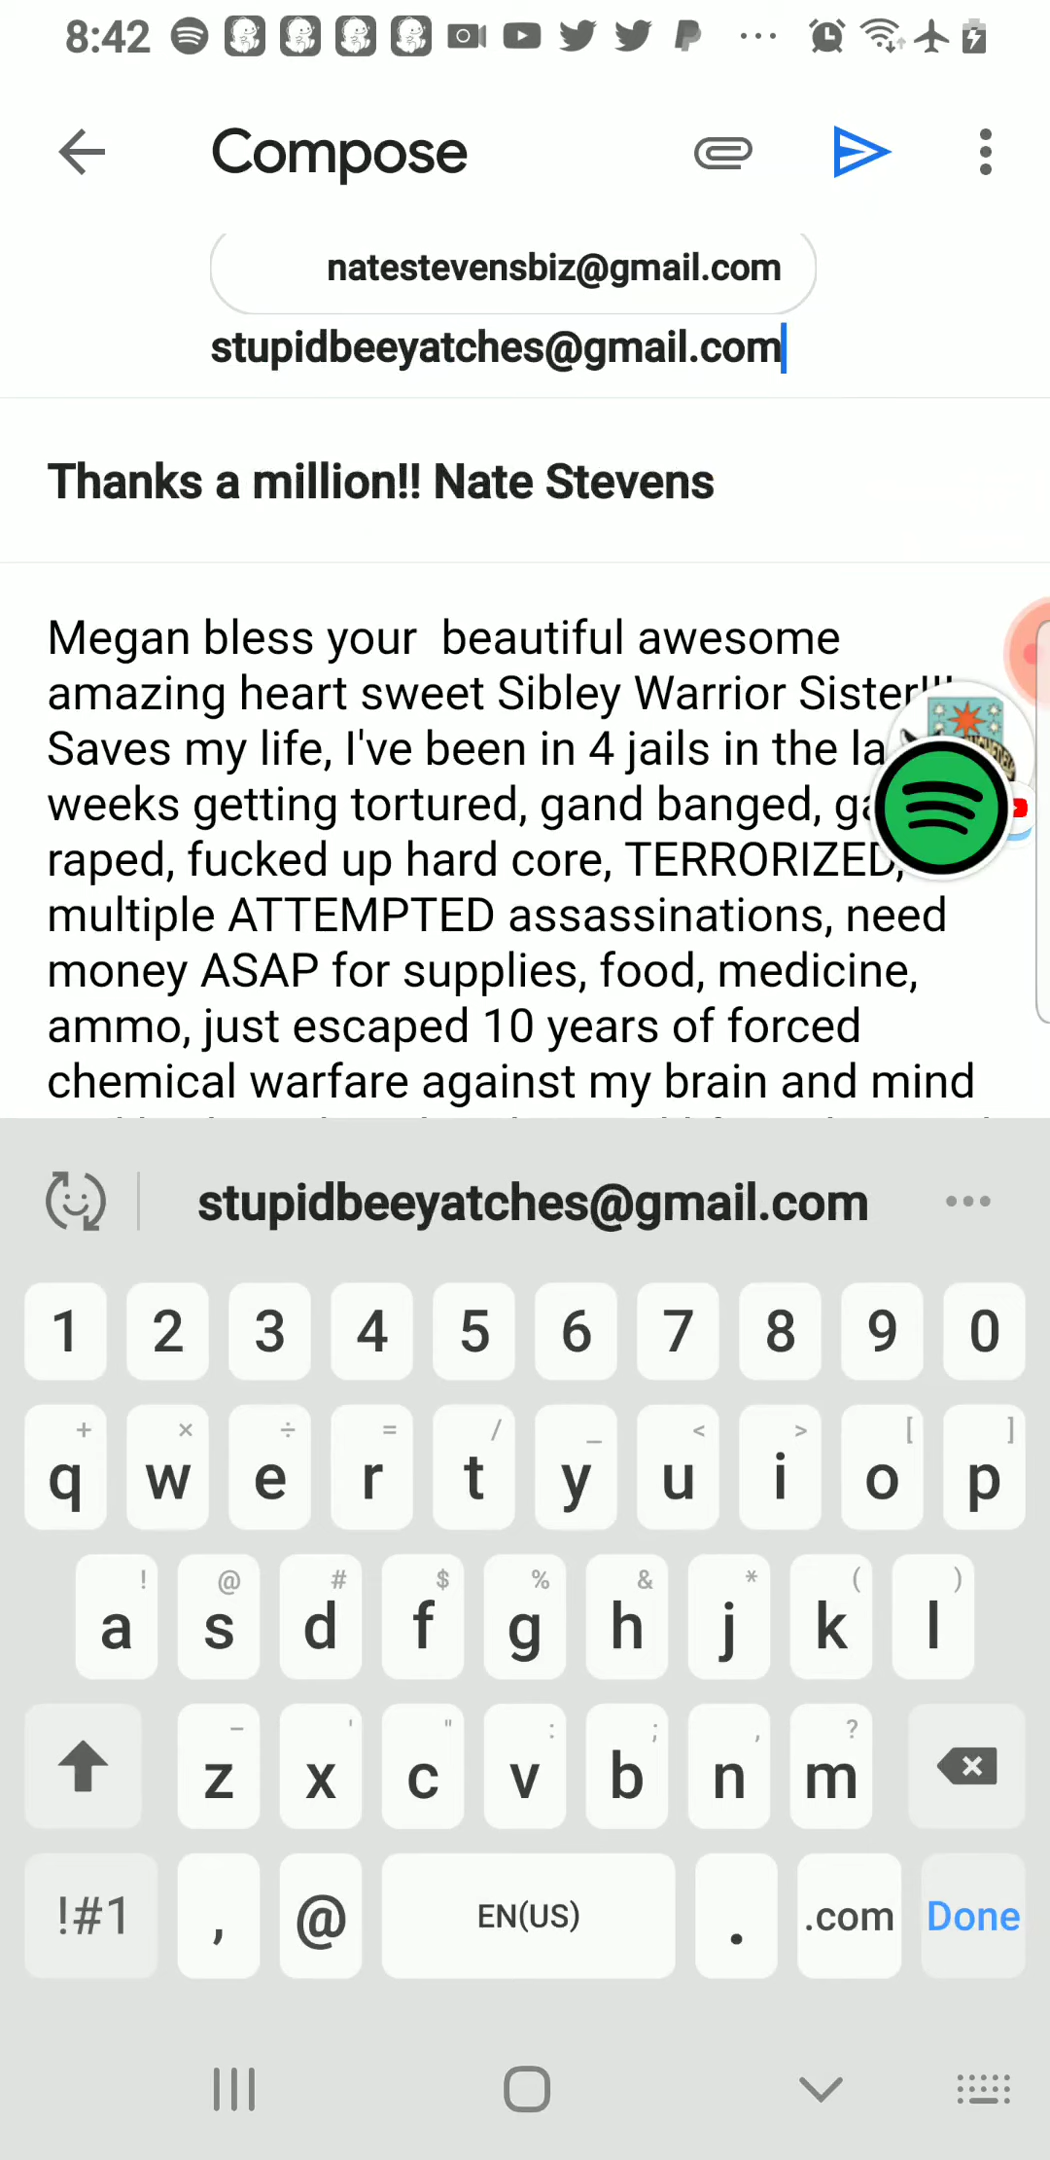 8:42
Compose
natestevensbiz@gmail.com
stupidbeeyatches@gmail.com
Thanks a million!! Nate Stevens
Megan bless your  beautiful awesome
amazing heart sweet Sibley Warrior Sister!!!
Saves my life, I've been in 4 jails in the
weeks getting tortured, gand banged,
raped, fucked up hard core, TERRORIZED,
multiple ATTEMPTED assassinations, need
money ASAP for supplies, food, medicine,
ammo, just escaped 10 years of forced
chemical warfare against my brain and mind
stupidbeeyatches@gmail.com
1 2 3 4 5 6 7 8 9 0
+ × ÷ = / _ < > [ ]
q w e r t y u i o p
! @ # $ % & * ( )
a s d f g h j k l
- ' " : ; , ?
z x c v b n m
!#1 , @ EN(US) . .com Done